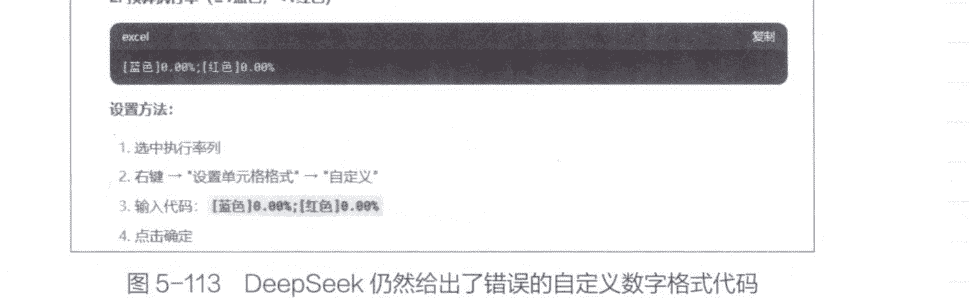 excel 复制
[蓝色]0.00%;[红色]0.00%
设置方法：
1. 选中执行率列
2. 右键 → "设置单元格格式" → "自定义"
3. 输入代码： [蓝色]0.00%;[红色]0.00%
4. 点击确定
图 5-113 DeepSeek 仍然给出了错误的自定义数字格式代码